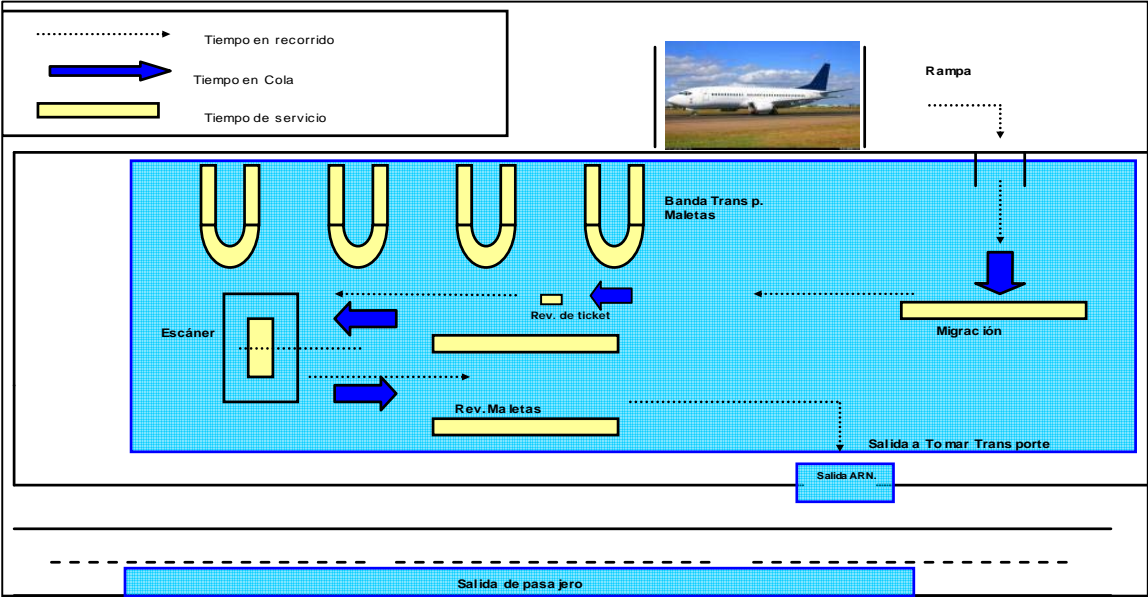 Tiempo en recorrido
Tiempo en Cola
Tiempo de servicio
Rampa
Banda Transp.
Maletas
Rev. de ticket
Escáner
Migración
Rev. Maletas
Salida a Tomar Transporte
Salida ARN.
Salida de pasajero